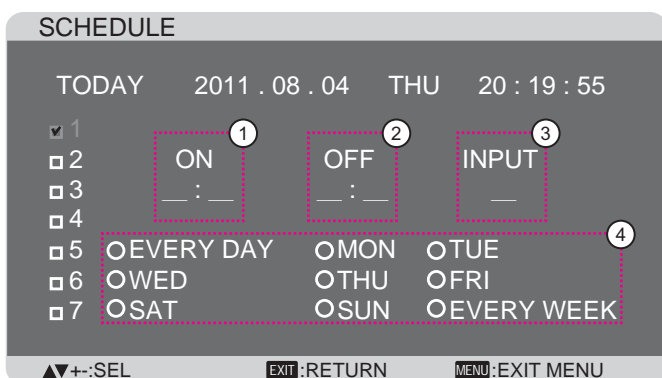 SCHEDULE
TODAY 2011 . 08 . 04 THU 20 : 19 : 55
1
2
3
4
5
6
7
1 2 3
ON OFF INPUT
__ : __ __ : __ __
4
EVERY DAY MON TUE
WED THU FRI
SAT SUN EVERY WEEK
▲▼+-:SEL EXIT:RETURN MENU:EXIT MENU